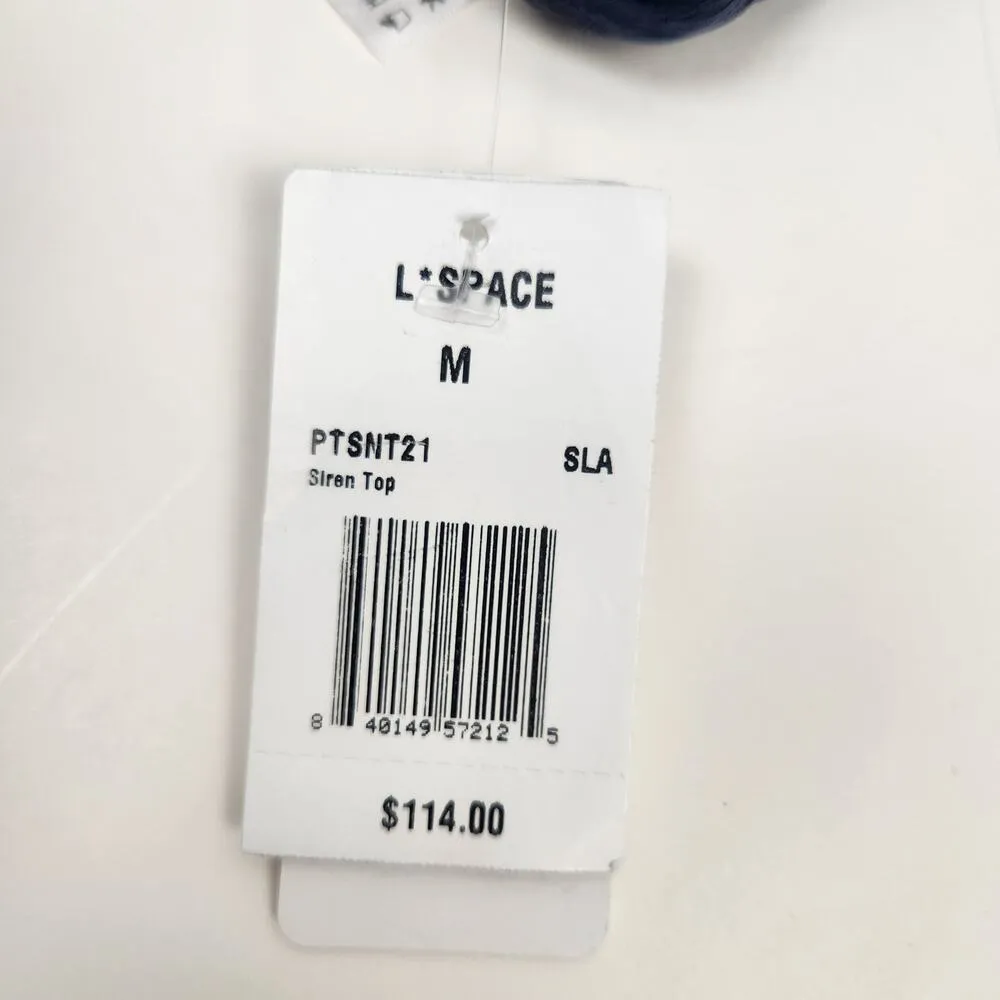 L*SPACE
M
PTSNT21
SLA
Siren Top
8 40149 57212 5
$114.00